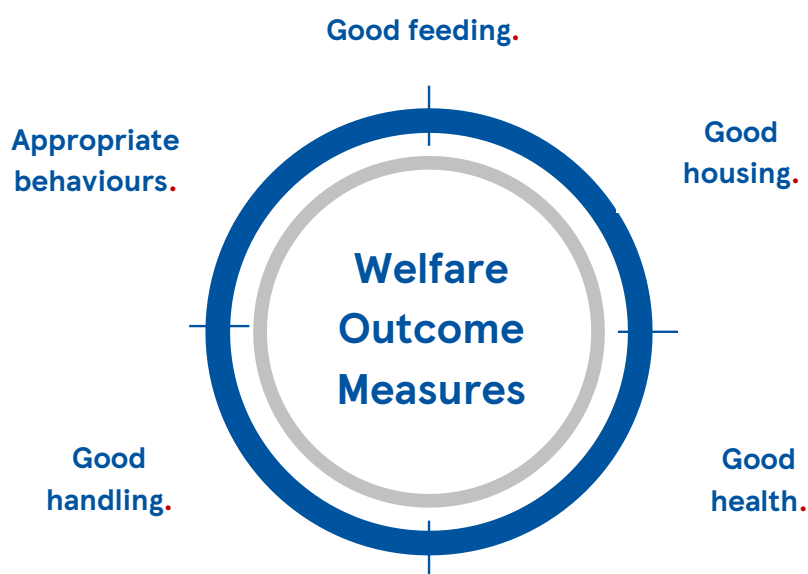 Good feeding.
Appropriate
behaviours.
Good
housing.
Welfare
Outcome
Measures
Good
handling.
Good
health.